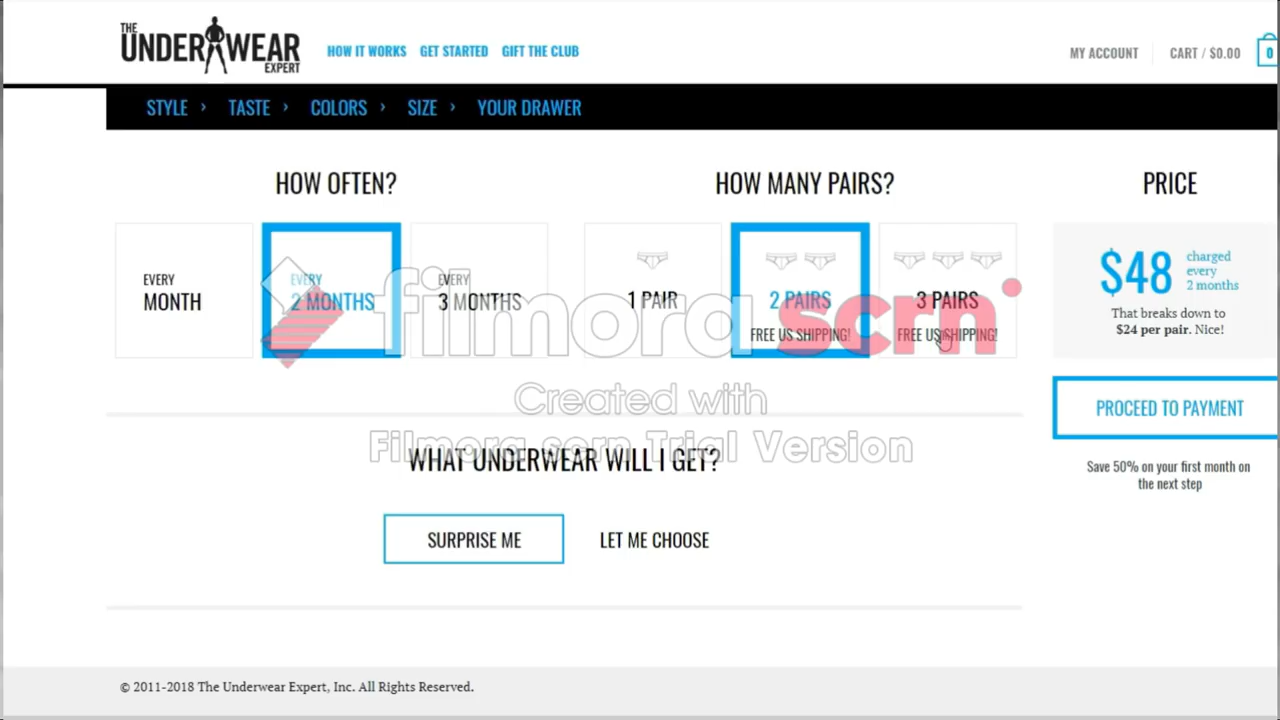 THE
UNDERWEAR
EXPERT
HOW IT WORKS GET STARTED GIFT THE CLUB
MY ACCOUNT CART / $0.00 0
STYLE › TASTE › COLORS › SIZE › YOUR DRAWER
HOW OFTEN?
EVERY
MONTH
EVERY
2 MONTHS
EVERY
3 MONTHS
HOW MANY PAIRS?
1 PAIR
2 PAIRS
FREE US SHIPPING!
3 PAIRS
FREE US SHIPPING!
PRICE
$48
charged
every
2 months
That breaks down to
$24 per pair. Nice!
PROCEED TO PAYMENT
Save 50% on your first month on
the next step
filmora scrn
Created with
Filmora scrn Trial Version
WHAT UNDERWEAR WILL I GET?
SURPRISE ME LET ME CHOOSE
© 2011-2018 The Underwear Expert, Inc. All Rights Reserved.